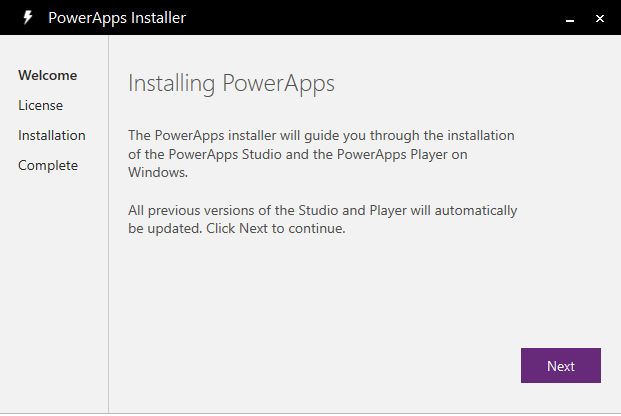 PowerApps Installer
Welcome
License
Installation
Complete
Installing PowerApps
The PowerApps installer will guide you through the installation
of the PowerApps Studio and the PowerApps Player on
Windows.
All previous versions of the Studio and Player will automatically
be updated. Click Next to continue.
Next